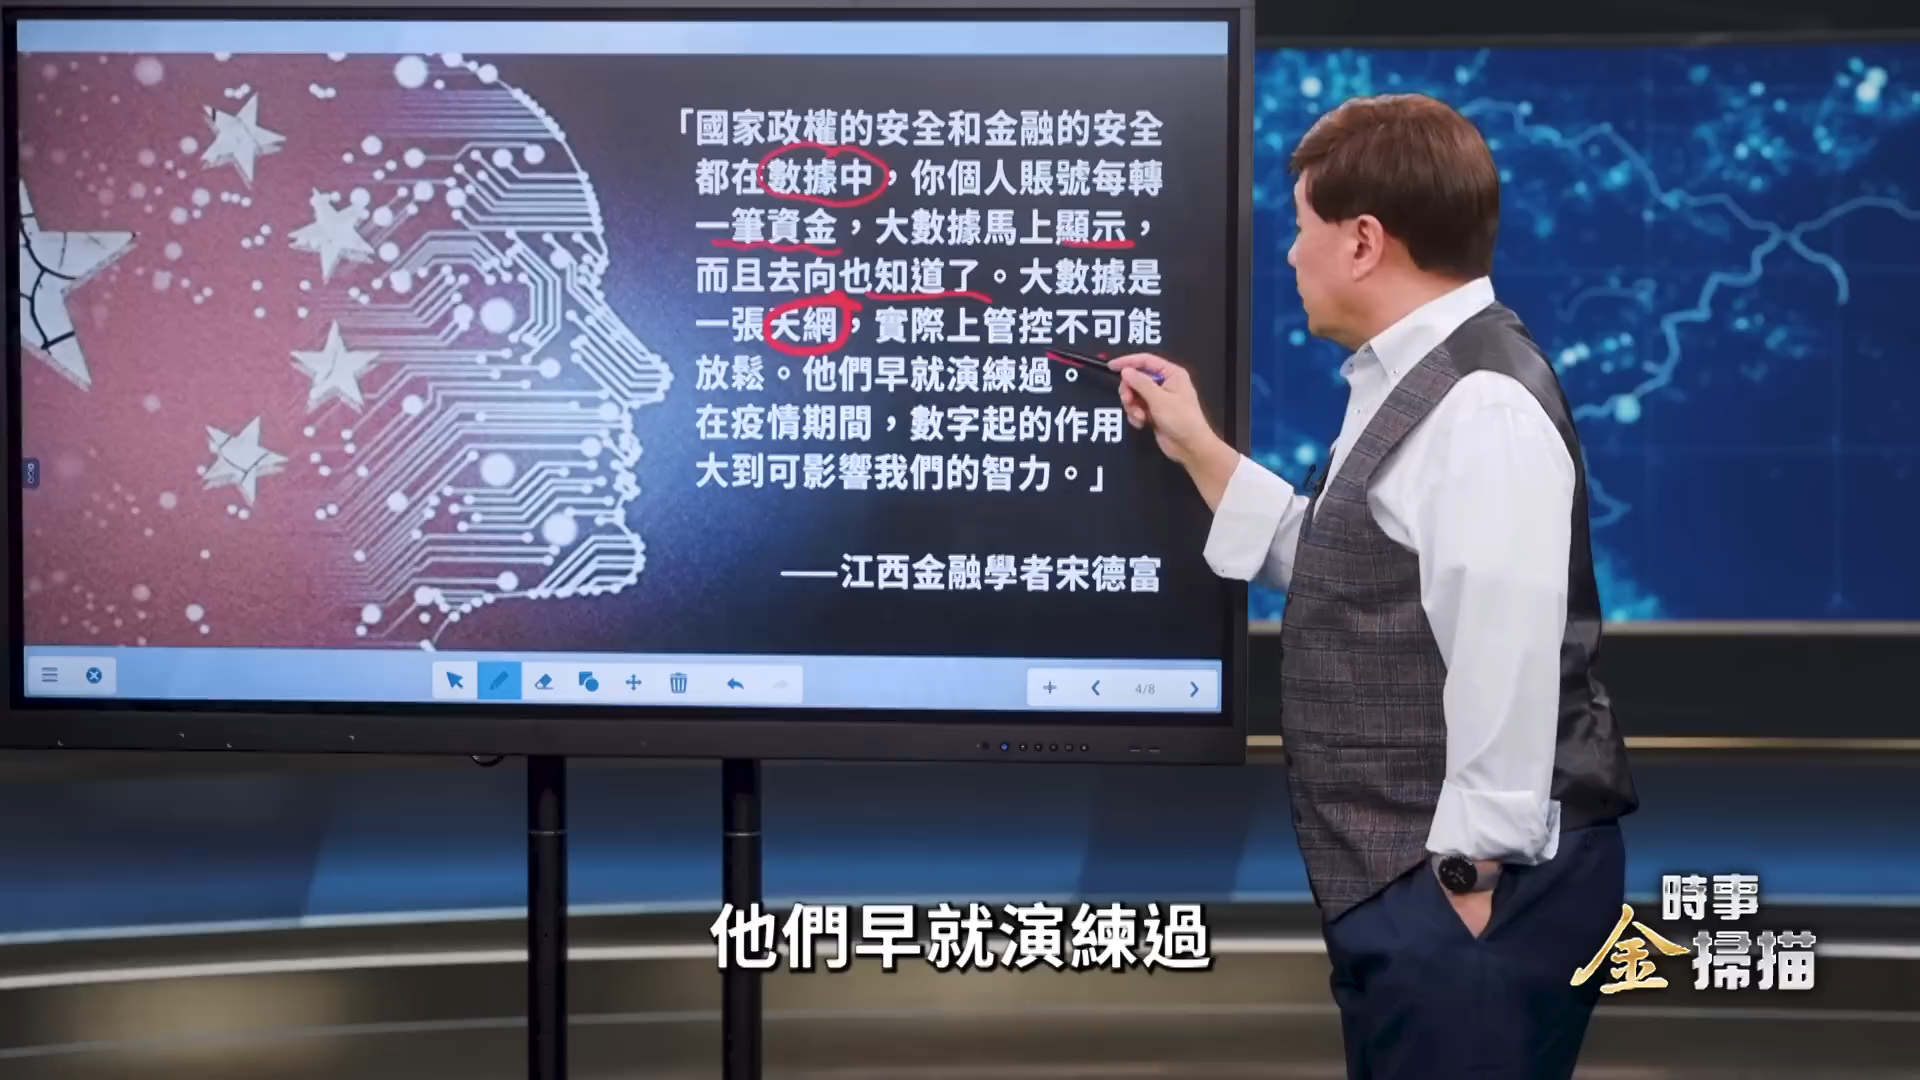 「國家政權的安全和金融的安全
都在數據中，你個人賬號每轉
一筆資金，大數據馬上顯示，
而且去向也知道了。大數據是
一張天網，實際上管控不可能
放鬆。他們早就演練過。
在疫情期間，數字起的作用
大到可影響我們的智力。」
——江西金融學者宋德富
4/8
他們早就演練過
時事
金掃描